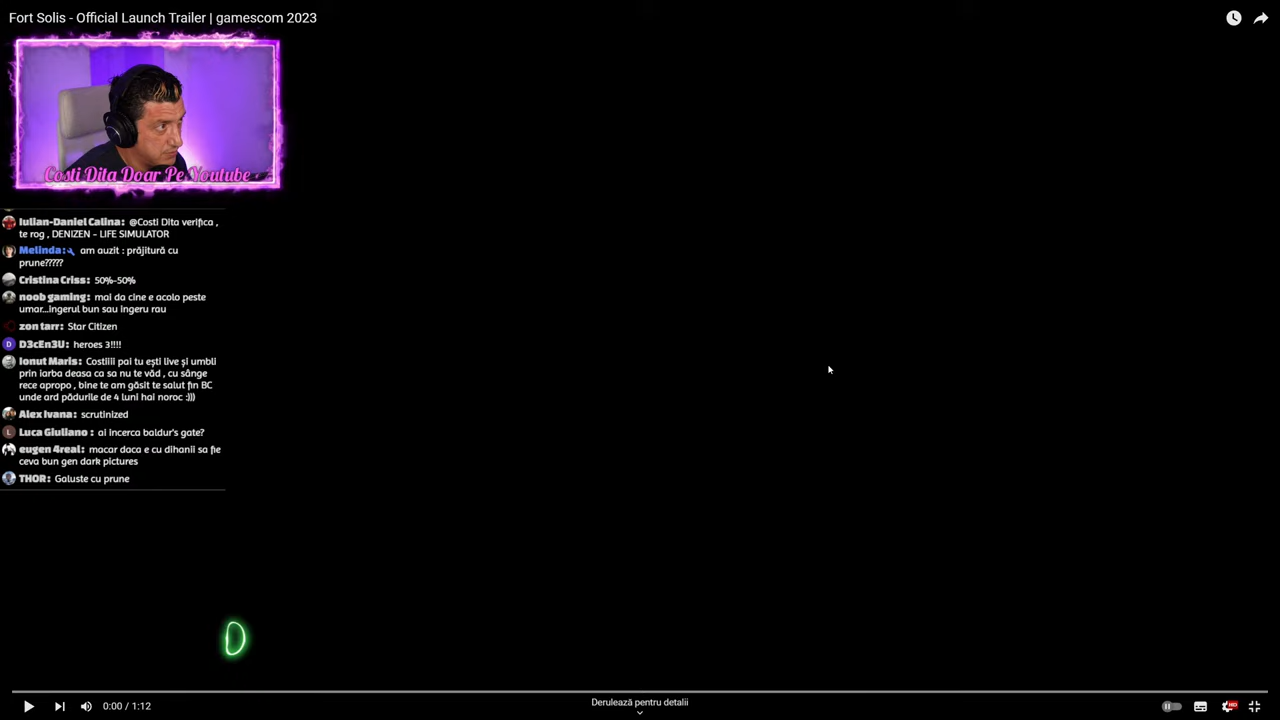 Fort Solis - Official Launch Trailer | gamescom 2023
Costi Dita Doar Pe Youtube
Iulian-Daniel Calina: @Costi Dita verifica ,
te rog , DENIZEN - LIFE SIMULATOR
Melinda: am auzit : prăjitură cu
prune?????
Cristina Criss: 50%-50%
noob gaming: mai da cine e acolo peste
umar...ingerul bun sau ingeru rau
zon tarr: Star Citizen
D D3cEn3U: heroes 3!!!!
Ionut Maris: Costiiii pai tu ești live și umbli
prin iarba deasa ca sa nu te văd , cu sânge
rece apropo , bine te am găsit te salut fin BC
unde ard pădurile de 4 luni hai noroc :)))
Alex Ivana: scrutinized
L Luca Giuliano : ai incerca baldur's gate?
eugen 4real: macar daca e cu dihanii sa fie
ceva bun gen dark pictures
THOR: Galuste cu prune
D
0:00 / 1:12
Derulează pentru detalii
HD